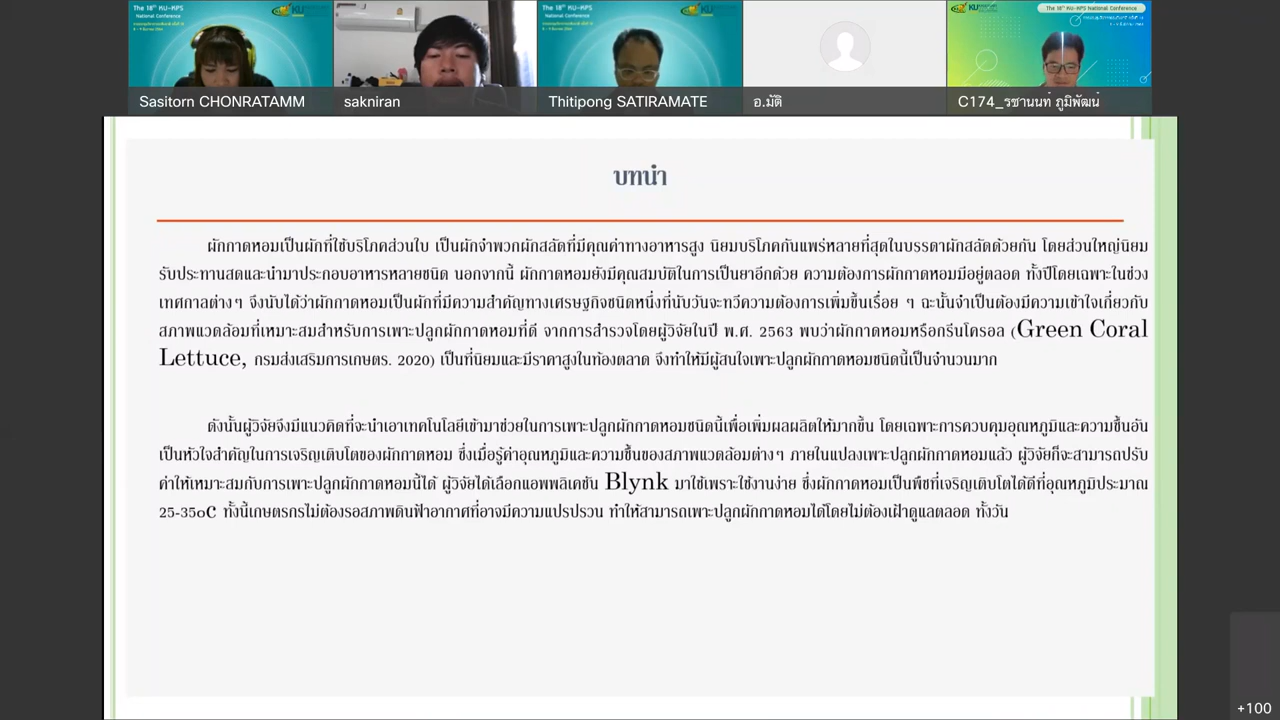 The 18th KU-KPS
National Conference
The 18th KU-KPS
National Conference
The 18th KU-KPS National Conference
Sasitorn CHONRATAMM
sakniran
Thitipong SATIRAMATE
อ.มัติ
C174_รชานนท์ ภูมิพัฒน์
บทนำ
ผักกาดหอมเป็นผักที่ใช้บริโภคส่วนใบ เป็นผักจำพวกผักสลัดที่มีคุณค่าทางอาหารสูง นิยมบริโภคกันแพร่หลายที่สุดในบรรดาผักสลัดด้วยกัน โดยส่วนใหญ่นิยม
รับประทานสดและนำมาประกอบอาหารหลายชนิด นอกจากนี้ ผักกาดหอมยังมีคุณสมบัติในการเป็นยาอีกด้วย ความต้องการผักกาดหอมมีอยู่ตลอด ทั้งปีโดยเฉพาะในช่วง
เทศกาลต่างๆ จึงนับได้ว่าผักกาดหอมเป็นผักที่มีความสำคัญทางเศรษฐกิจชนิดหนึ่งที่นับวันจะทวีความต้องการเพิ่มขึ้นเรื่อย ๆ ฉะนั้นจำเป็นต้องมีความเข้าใจเกี่ยวกับ
สภาพแวดล้อมที่เหมาะสมสำหรับการเพาะปลูกผักกาดหอมที่ดี จากการสำรวจโดยผู้วิจัยในปี พ.ศ. 2563 พบว่าผักกาดหอมหรือกรีนโครอล (Green Coral
Lettuce, กรมส่งเสริมการเกษตร. 2020) เป็นที่นิยมและมีราคาสูงในท้องตลาด จึงทำให้มีผู้สนใจเพาะปลูกผักกาดหอมชนิดนี้เป็นจำนวนมาก
ดังนั้นผู้วิจัยจึงมีแนวคิดที่จะนำเอาเทคโนโลยีเข้ามาช่วยในการเพาะปลูกผักกาดหอมชนิดนี้เพื่อเพิ่มผลผลิตให้มากขึ้น โดยเฉพาะการควบคุมอุณหภูมิและความชื้นอัน
เป็นหัวใจสำคัญในการเจริญเติบโตของผักกาดหอม ซึ่งเมื่อรู้ค่าอุณหภูมิและความชื้นของสภาพแวดล้อมต่างๆ ภายในแปลงเพาะปลูกผักกาดหอมแล้ว ผู้วิจัยก็จะสามารถปรับ
ค่าให้เหมาะสมกับการเพาะปลูกผักกาดหอมนี้ได้ ผู้วิจัยได้เลือกแอพพลิเคชัน Blynk มาใช้เพราะใช้งานง่าย ซึ่งผักกาดหอมเป็นพืชที่เจริญเติบโตได้ดีที่อุณหภูมิประมาณ
25-35oc ทั้งนี้เกษตรกรไม่ต้องรอสภาพดินฟ้าอากาศที่อาจมีความแปรปรวน ทำให้สามารถเพาะปลูกผักกาดหอมได้โดยไม่ต้องเฝ้าดูแลตลอด ทั้งวัน
+100